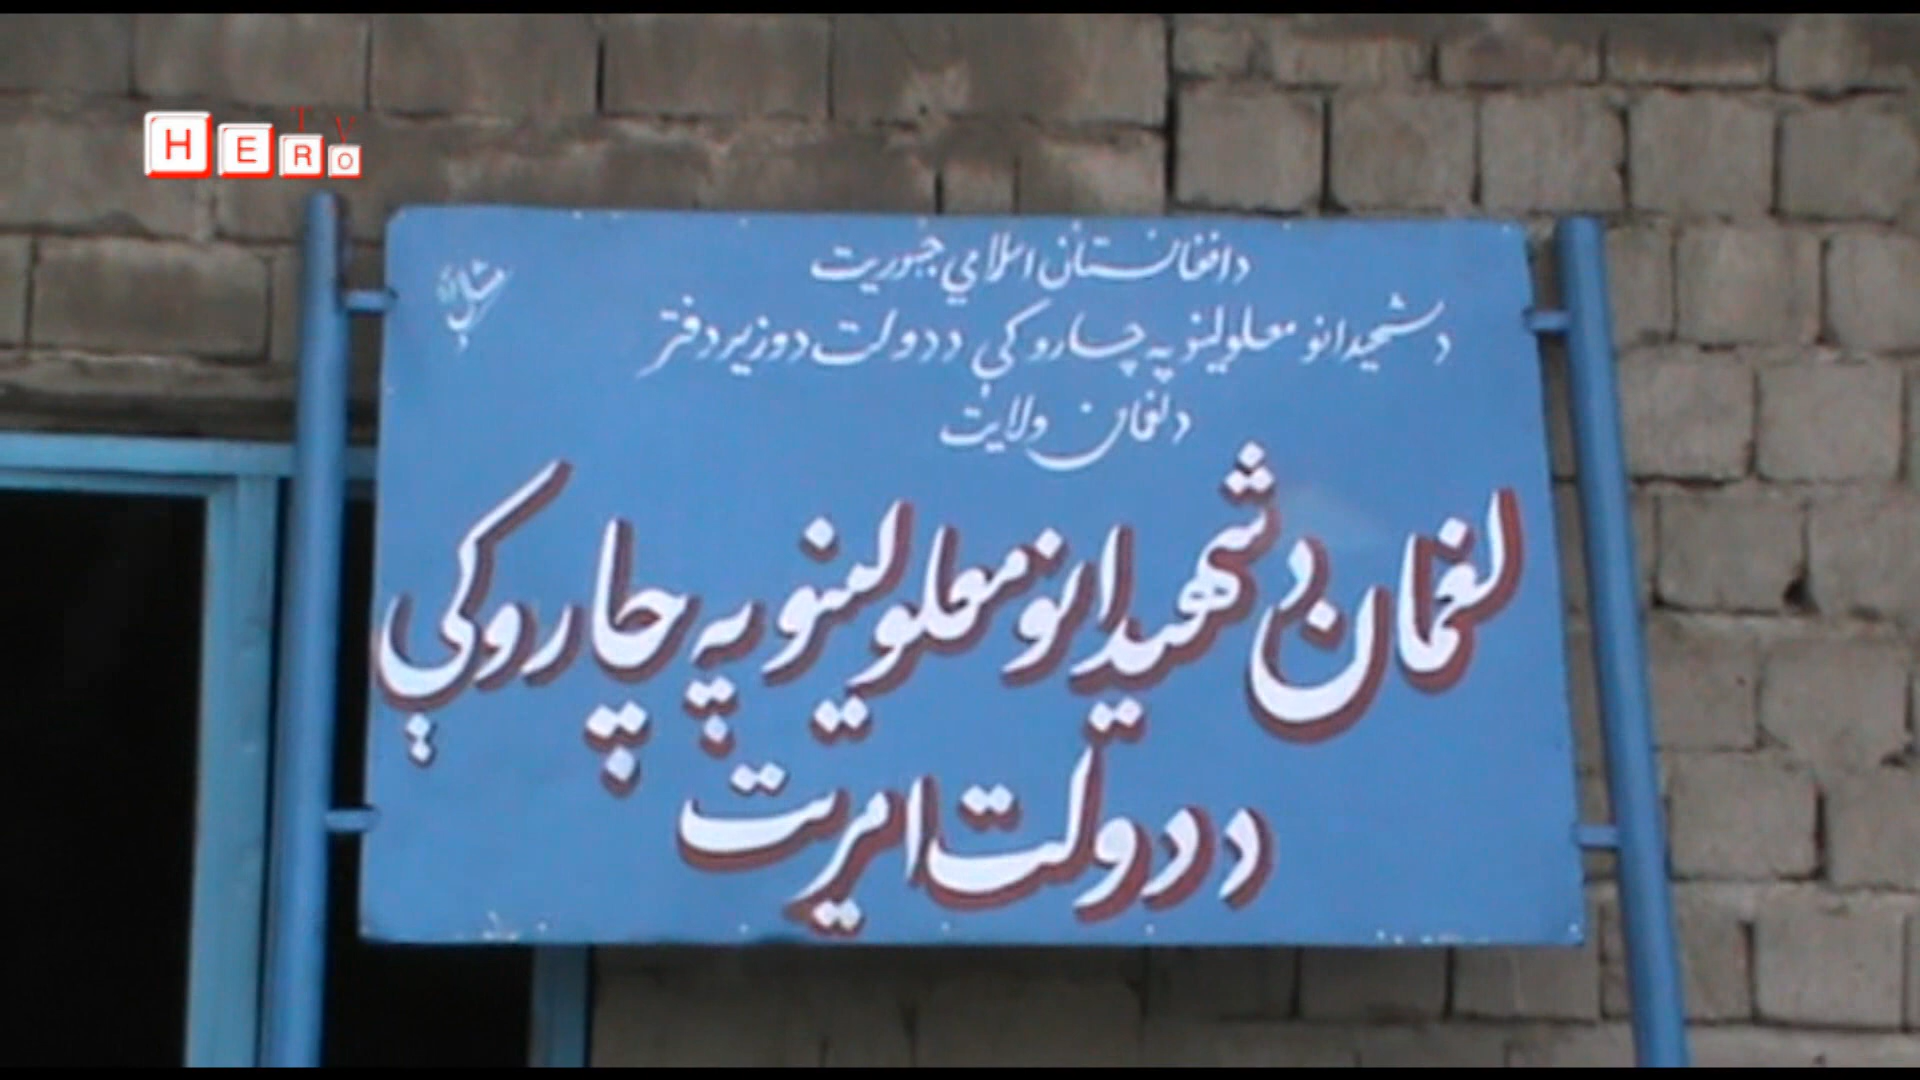 HERO TV
د افغانستان اسلامي جمهوریت
د شحیدانو معلولینو په چارو کې د دولت د وزیر دفتر
د لغمان ولایت
لغمان د شهیدانو معلولینو په چارو کې
د دولت امریت